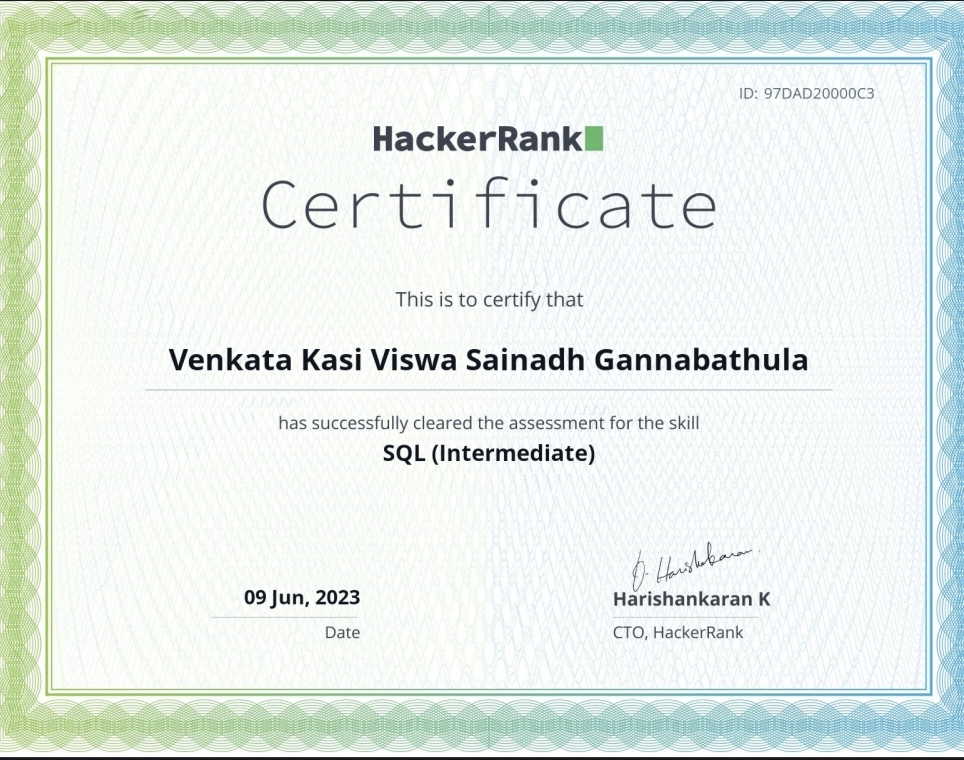 ID: 97DAD20000C3
HackerRank
Certificate
This is to certify that
Venkata Kasi Viswa Sainadh Gannabathula
has successfully cleared the assessment for the skill
SQL (Intermediate)
D. Harishakaran
09 Jun, 2023
Harishankaran K
Date
CTO, HackerRank